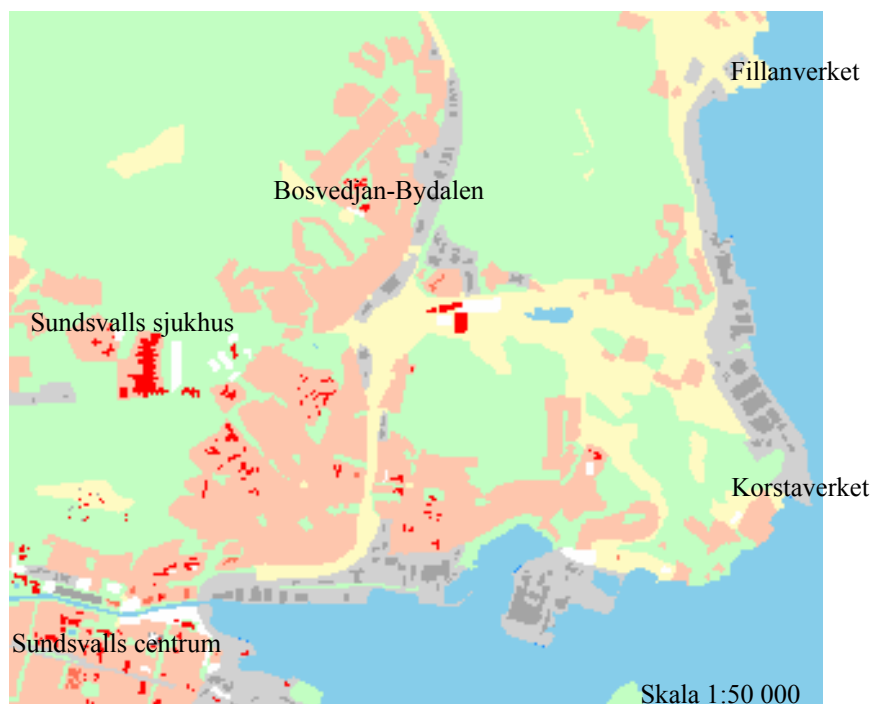 Fillanverket
Bosvedjan-Bydalen
Sundsvalls sjukhus
Korstaverket
Sundsvalls centrum
Skala 1:50 000